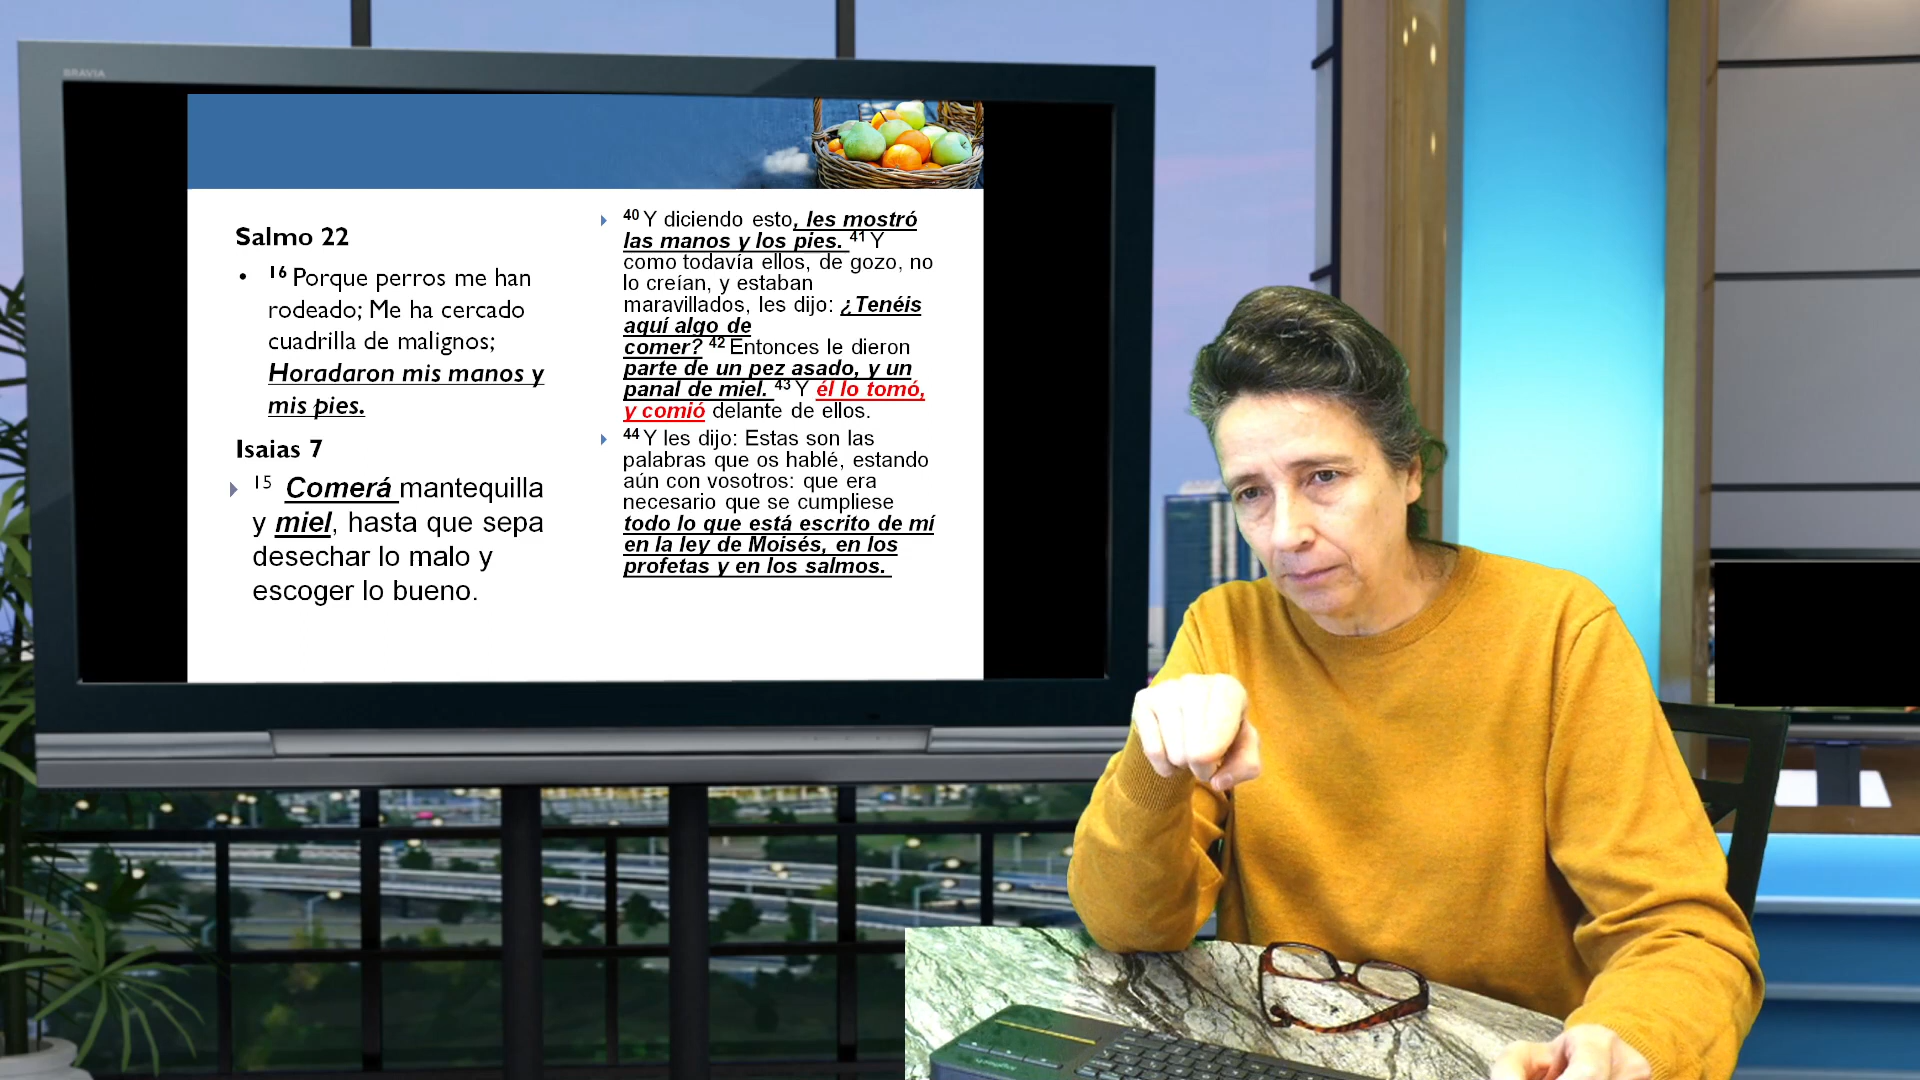 BRAVIA
Salmo 22
• 16 Porque perros me han
rodeado; Me ha cercado
cuadrilla de malignos;
Horadaron mis manos y
mis pies.
Isaias 7
15 Comerá mantequilla
y miel, hasta que sepa
desechar lo malo y
escoger lo bueno.
40 Y diciendo esto, les mostró
las manos y los pies. 41 Y
como todavía ellos, de gozo, no
lo creían, y estaban
maravillados, les dijo: ¿Tenéis
aquí algo de
comer? 42 Entonces le dieron
parte de un pez asado, y un
panal de miel. 43 Y él lo tomó,
y comió delante de ellos.
44 Y les dijo: Estas son las
palabras que os hablé, estando
aún con vosotros: que era
necesario que se cumpliese
todo lo que está escrito de mí
en la ley de Moisés, en los
profetas y en los salmos.